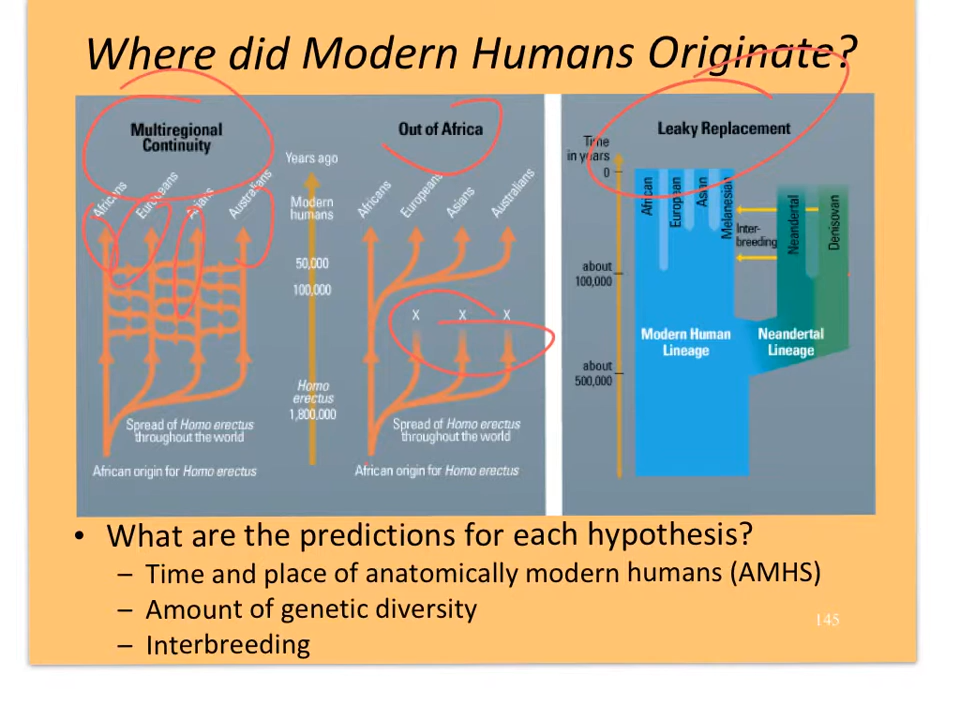 Where did Modern Humans Originate?
Multiregional
Continuity
Africans
Europeans
Asians
Australians
Years ago
Modern
humans
50,000
100,000
Homo
erectus
1,800,000
Spread of Homo erectus
throughout the world
African origin for Homo erectus
Out of Africa
Africans
Europeans
Asians
Australians
X X X
Spread of Homo erectus
throughout the world
African origin for Homo erectus
Leaky Replacement
Time
in years
0
about
100,000
about
500,000
African
European
Asian
Melanesian
Inter-
breeding
Neandertal
Denisovan
Modern Human
Lineage
Neandertal
Lineage
• What are the predictions for each hypothesis?
– Time and place of anatomically modern humans (AMHS)
– Amount of genetic diversity
– Interbreeding
145